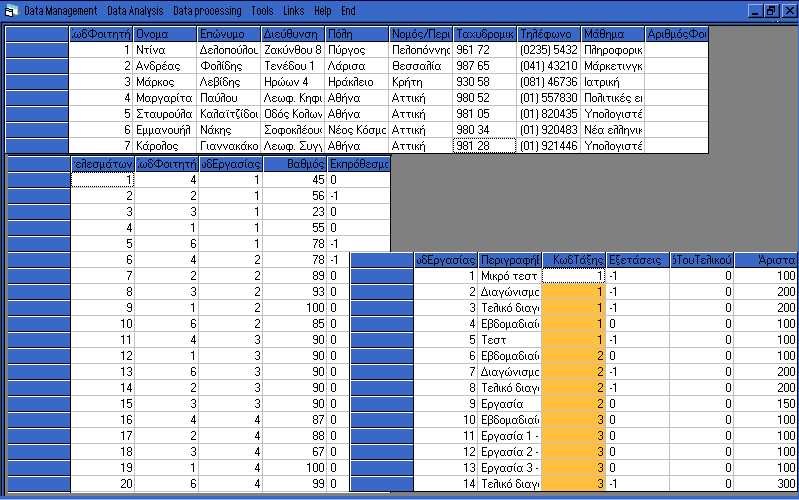 Data Management Data Analysis Data processing Tools Links Help End
ΚωδΦοιτητή Όνομα Επώνυμο Διεύθυνση Πόλη Νομός/Περι Ταχυδρομικ Τηλέφωνο Μάθημα ΑριθμόςΦοι
1 Ντίνα Δελοπούλοι Ζακύνθου 8 Πύργος Πελοπόννησ 961 72 (0235) 5432 Πληροφορικ
2 Ανδρέας Φολίδης Τενέδου 1 Λάρισα Θεσσαλία 987 65 (041) 43210 Μάρκετινγκ
3 Μάρκος Λεβίδης Ηρώων 4 Ηράκλειο Κρήτη 930 58 (081) 46736 Ιατρική
4 Μαργαρίτα Παύλου Λεωφ. Κηφι Αθήνα Αττική 980 52 (01) 557830 Πολιτικές ει
5 Σταυρούλα Καλαϊτζίδοι Οδός Κολων Αθήνα Αττική 981 05 (01) 820435 Υπολογιστέ
6 Εμμανουήλ Νάκης Σοφοκλέους Νέος Κόσμο Αττική 980 34 (01) 920483 Νέα ελληνικ
7 Κάρολος Γιαννακάκο Λεωφ. Συγγ Αθήνα Αττική 981 28 (01) 921446 Υπολογιστέ
τελεσμάτων ωδΦοιτητή ωδΕργασίας Βαθμός Εκπρόθεσμο
1 4 1 45 0
2 2 1 56 -1
3 3 1 23 0
4 1 1 55 0
5 6 1 78 -1
6 4 2 78 -1
7 2 2 89 0
8 3 2 93 0
9 1 2 100 0
10 6 2 85 0
11 4 3 90 0
12 1 3 90 0
13 6 3 90 0
14 2 3 90 0
15 3 3 90 0
16 4 4 87 0
17 2 4 88 0
18 3 4 67 0
19 1 4 100 0
20 6 4 99 0
ωδΕργασίας ΠεριγραφήΕ ΚωδΤάξης Εξετάσεις ΤουΤελικού Άριστα
1 Μικρό τεστ 1 -1 0 100
2 Διαγώνισμο 1 -1 0 200
3 Τελικό διαγ 1 -1 0 200
4 Εβδομαδιαί 1 0 0 100
5 Τεστ 1 -1 0 100
6 Εβδομαδιαί 2 0 0 100
7 Διαγώνισμο 2 -1 0 200
8 Τελικό διαγ 2 -1 0 200
9 Εργασία 2 0 0 150
10 Εβδομαδιαί 3 0 0 100
11 Εργασία 1 - 3 0 0 100
12 Εργασία 2 - 3 0 0 100
13 Εργασία 3 - 3 0 0 100
14 Τελικό διαγ 3 -1 0 300